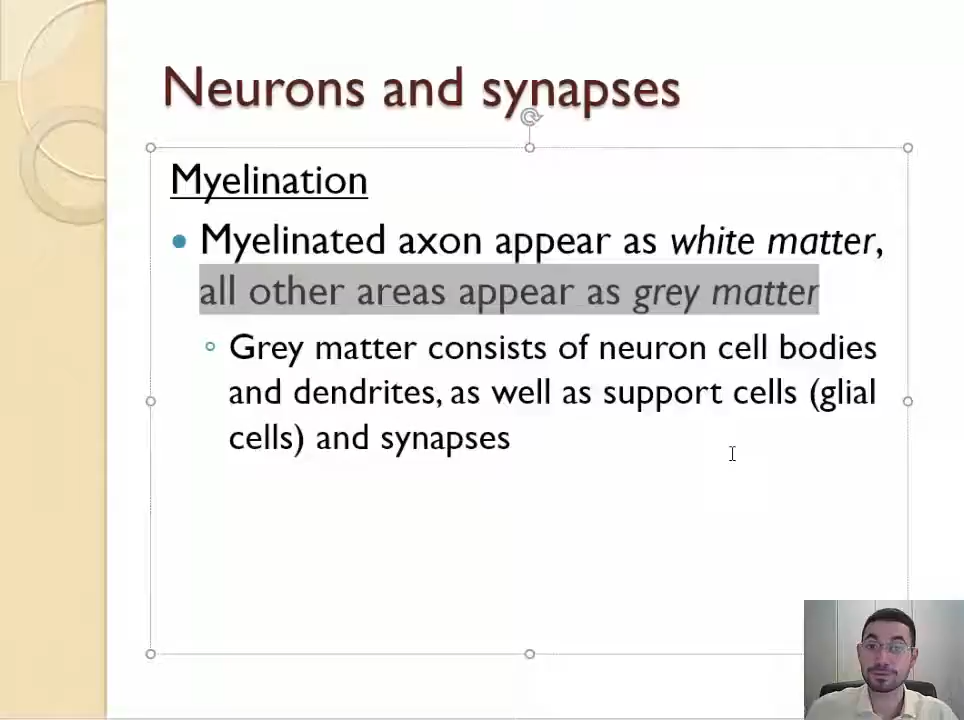 Neurons and synapses
Myelination
Myelinated axon appear as white matter,
all other areas appear as grey matter
Grey matter consists of neuron cell bodies
and dendrites, as well as support cells (glial
cells) and synapses